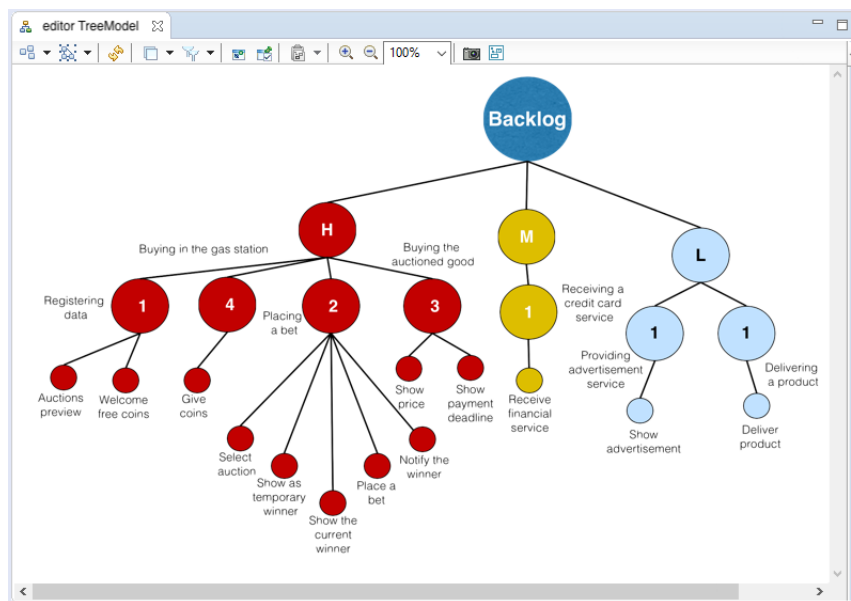 editor TreeModel
100%
Backlog
H
M
L
Buying in the gas station
Buying the
auctioned good
Receiving a
credit card
service
Registering
data
1
4
Placing
a bet
2
3
1
1
1
Providing
advertisement
service
Delivering
a product
Auctions
preview
Welcome
free coins
Give
coins
Show
price
Show
payment
deadline
Receive
financial
service
Show
advertisement
Deliver
product
Select
auction
Show as
temporary
winner
Show the
current
winner
Place a
bet
Notify the
winner